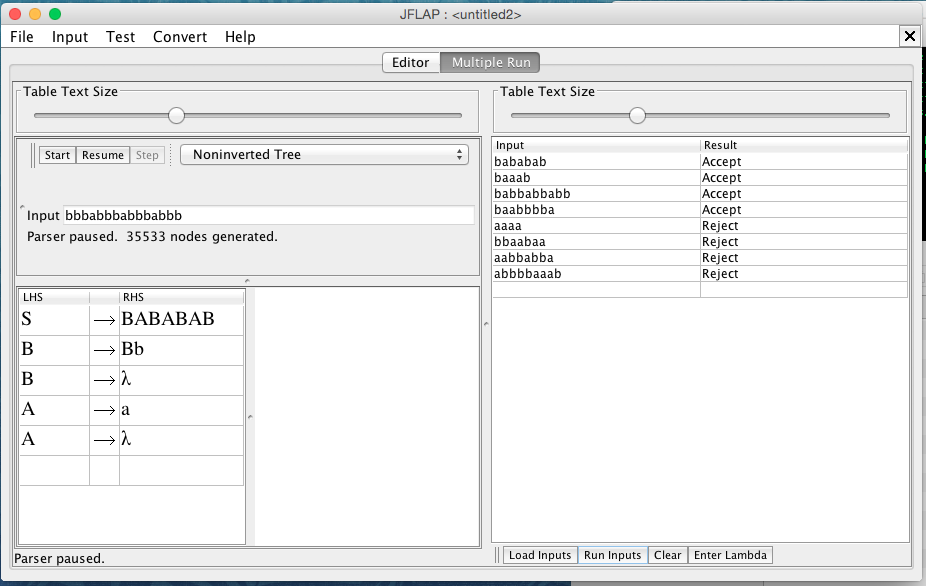 JFLAP : <untitled2>
File Input Test Convert Help
Editor Multiple Run
Table Text Size
Start Resume Step Noninverted Tree
Input bbbabbbabbbabbb
Parser paused. 35533 nodes generated.
LHS RHS
S → BABABAB
B → Bb
B → λ
A → a
A → λ
Parser paused.
Table Text Size
Input Result
bababab Accept
baaab Accept
babbabbabb Accept
baabbbba Accept
aaaa Reject
bbaabaa Reject
aabbabba Reject
abbbbaaab Reject
Load Inputs Run Inputs Clear Enter Lambda